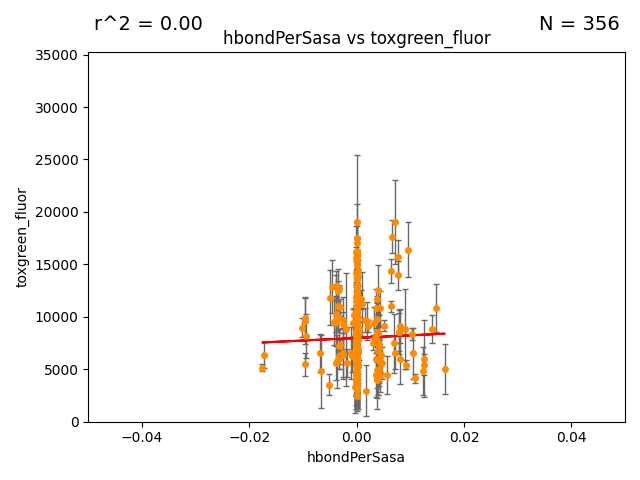 r^2 = 0.00
N = 356
hbondPerSasa vs toxgreen_fluor
35000
30000
25000
20000
15000
10000
5000
0
toxgreen_fluor
−0.04
−0.02
0.00
0.02
0.04
hbondPerSasa